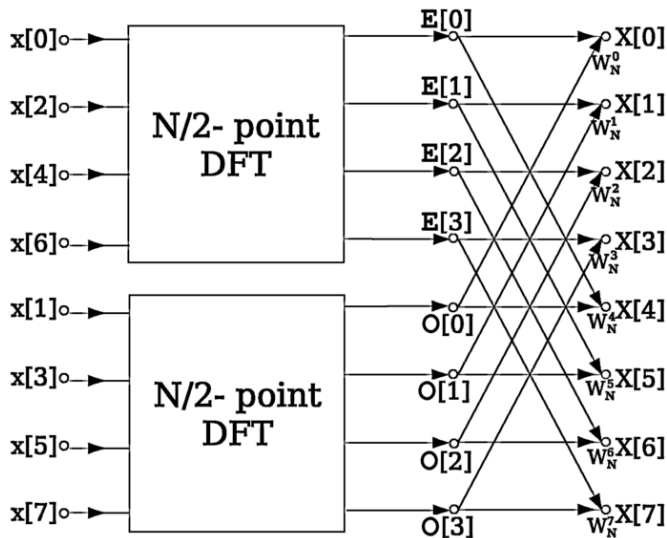 x[0]
x[2]
x[4]
x[6]
N/2- point
DFT
x[1]
x[3]
x[5]
x[7]
N/2- point
DFT
E[0]
E[1]
E[2]
E[3]
O[0]
O[1]
O[2]
O[3]
X[0]
W_N^0
X[1]
W_N^1
X[2]
W_N^2
X[3]
W_N^3
X[4]
W_N^4
X[5]
W_N^5
X[6]
W_N^6
X[7]
W_N^7